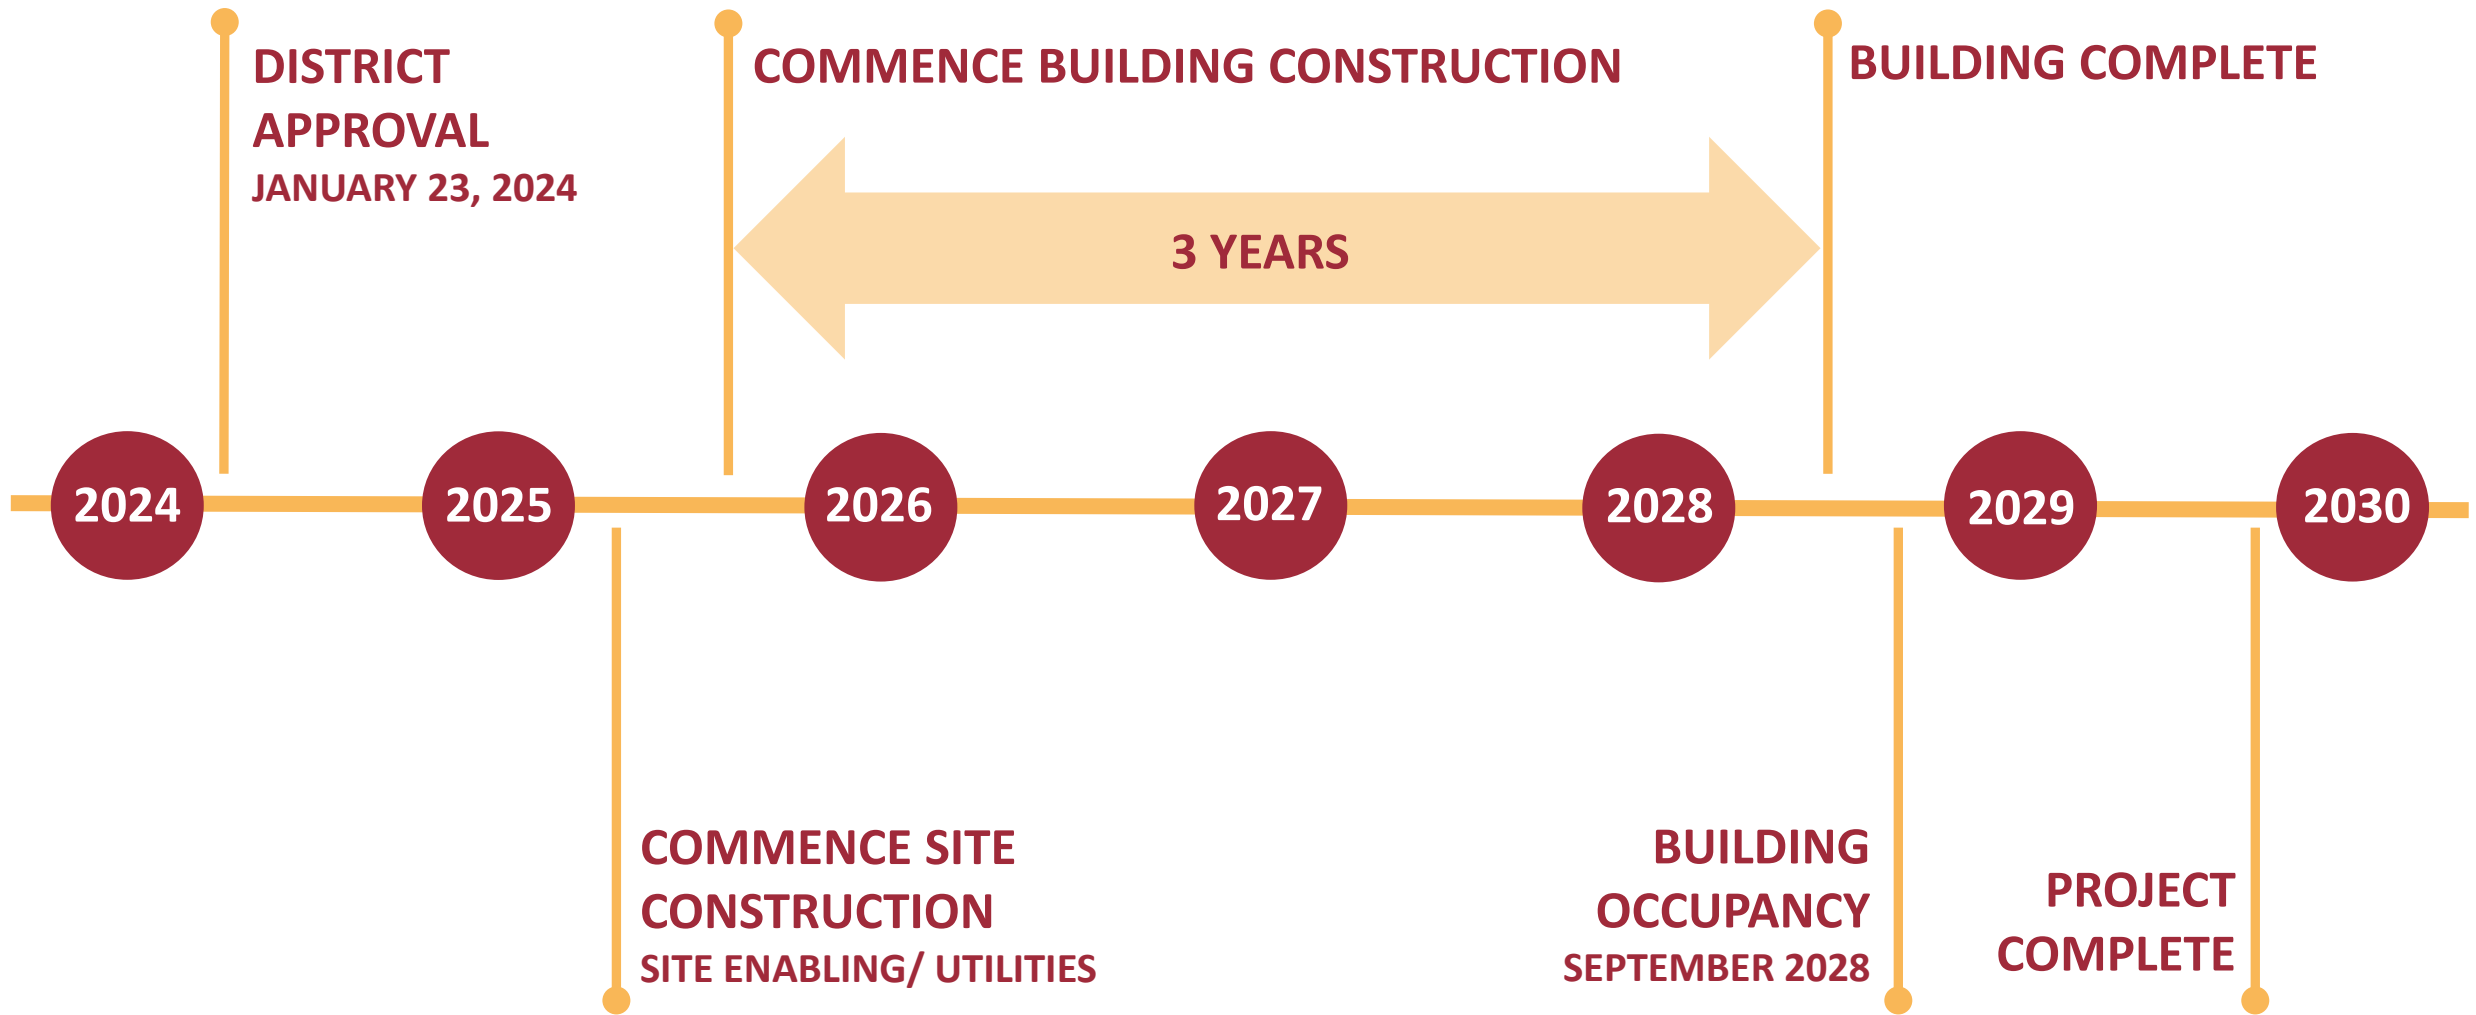 DISTRICT
APPROVAL
JANUARY 23, 2024
COMMENCE BUILDING CONSTRUCTION
BUILDING COMPLETE
3 YEARS
2024
2025
2026
2027
2028
2029
2030
COMMENCE SITE
CONSTRUCTION
SITE ENABLING/ UTILITIES
BUILDING
OCCUPANCY
SEPTEMBER 2028
PROJECT
COMPLETE